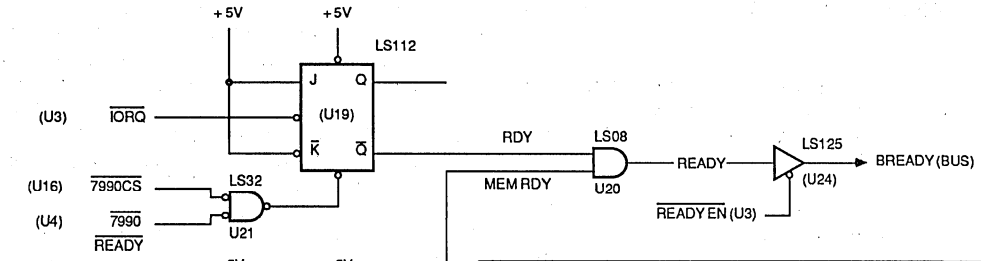 +5V
+5V
LS112
J
Q
(U3)
IORQ
(U19)
K
Q
RDY
LS08
LS125
READY
BREADY (BUS)
MEM RDY
U20
(U24)
(U16)
7990CS
LS32
READY EN (U3)
(U4)
7990
READY
U21